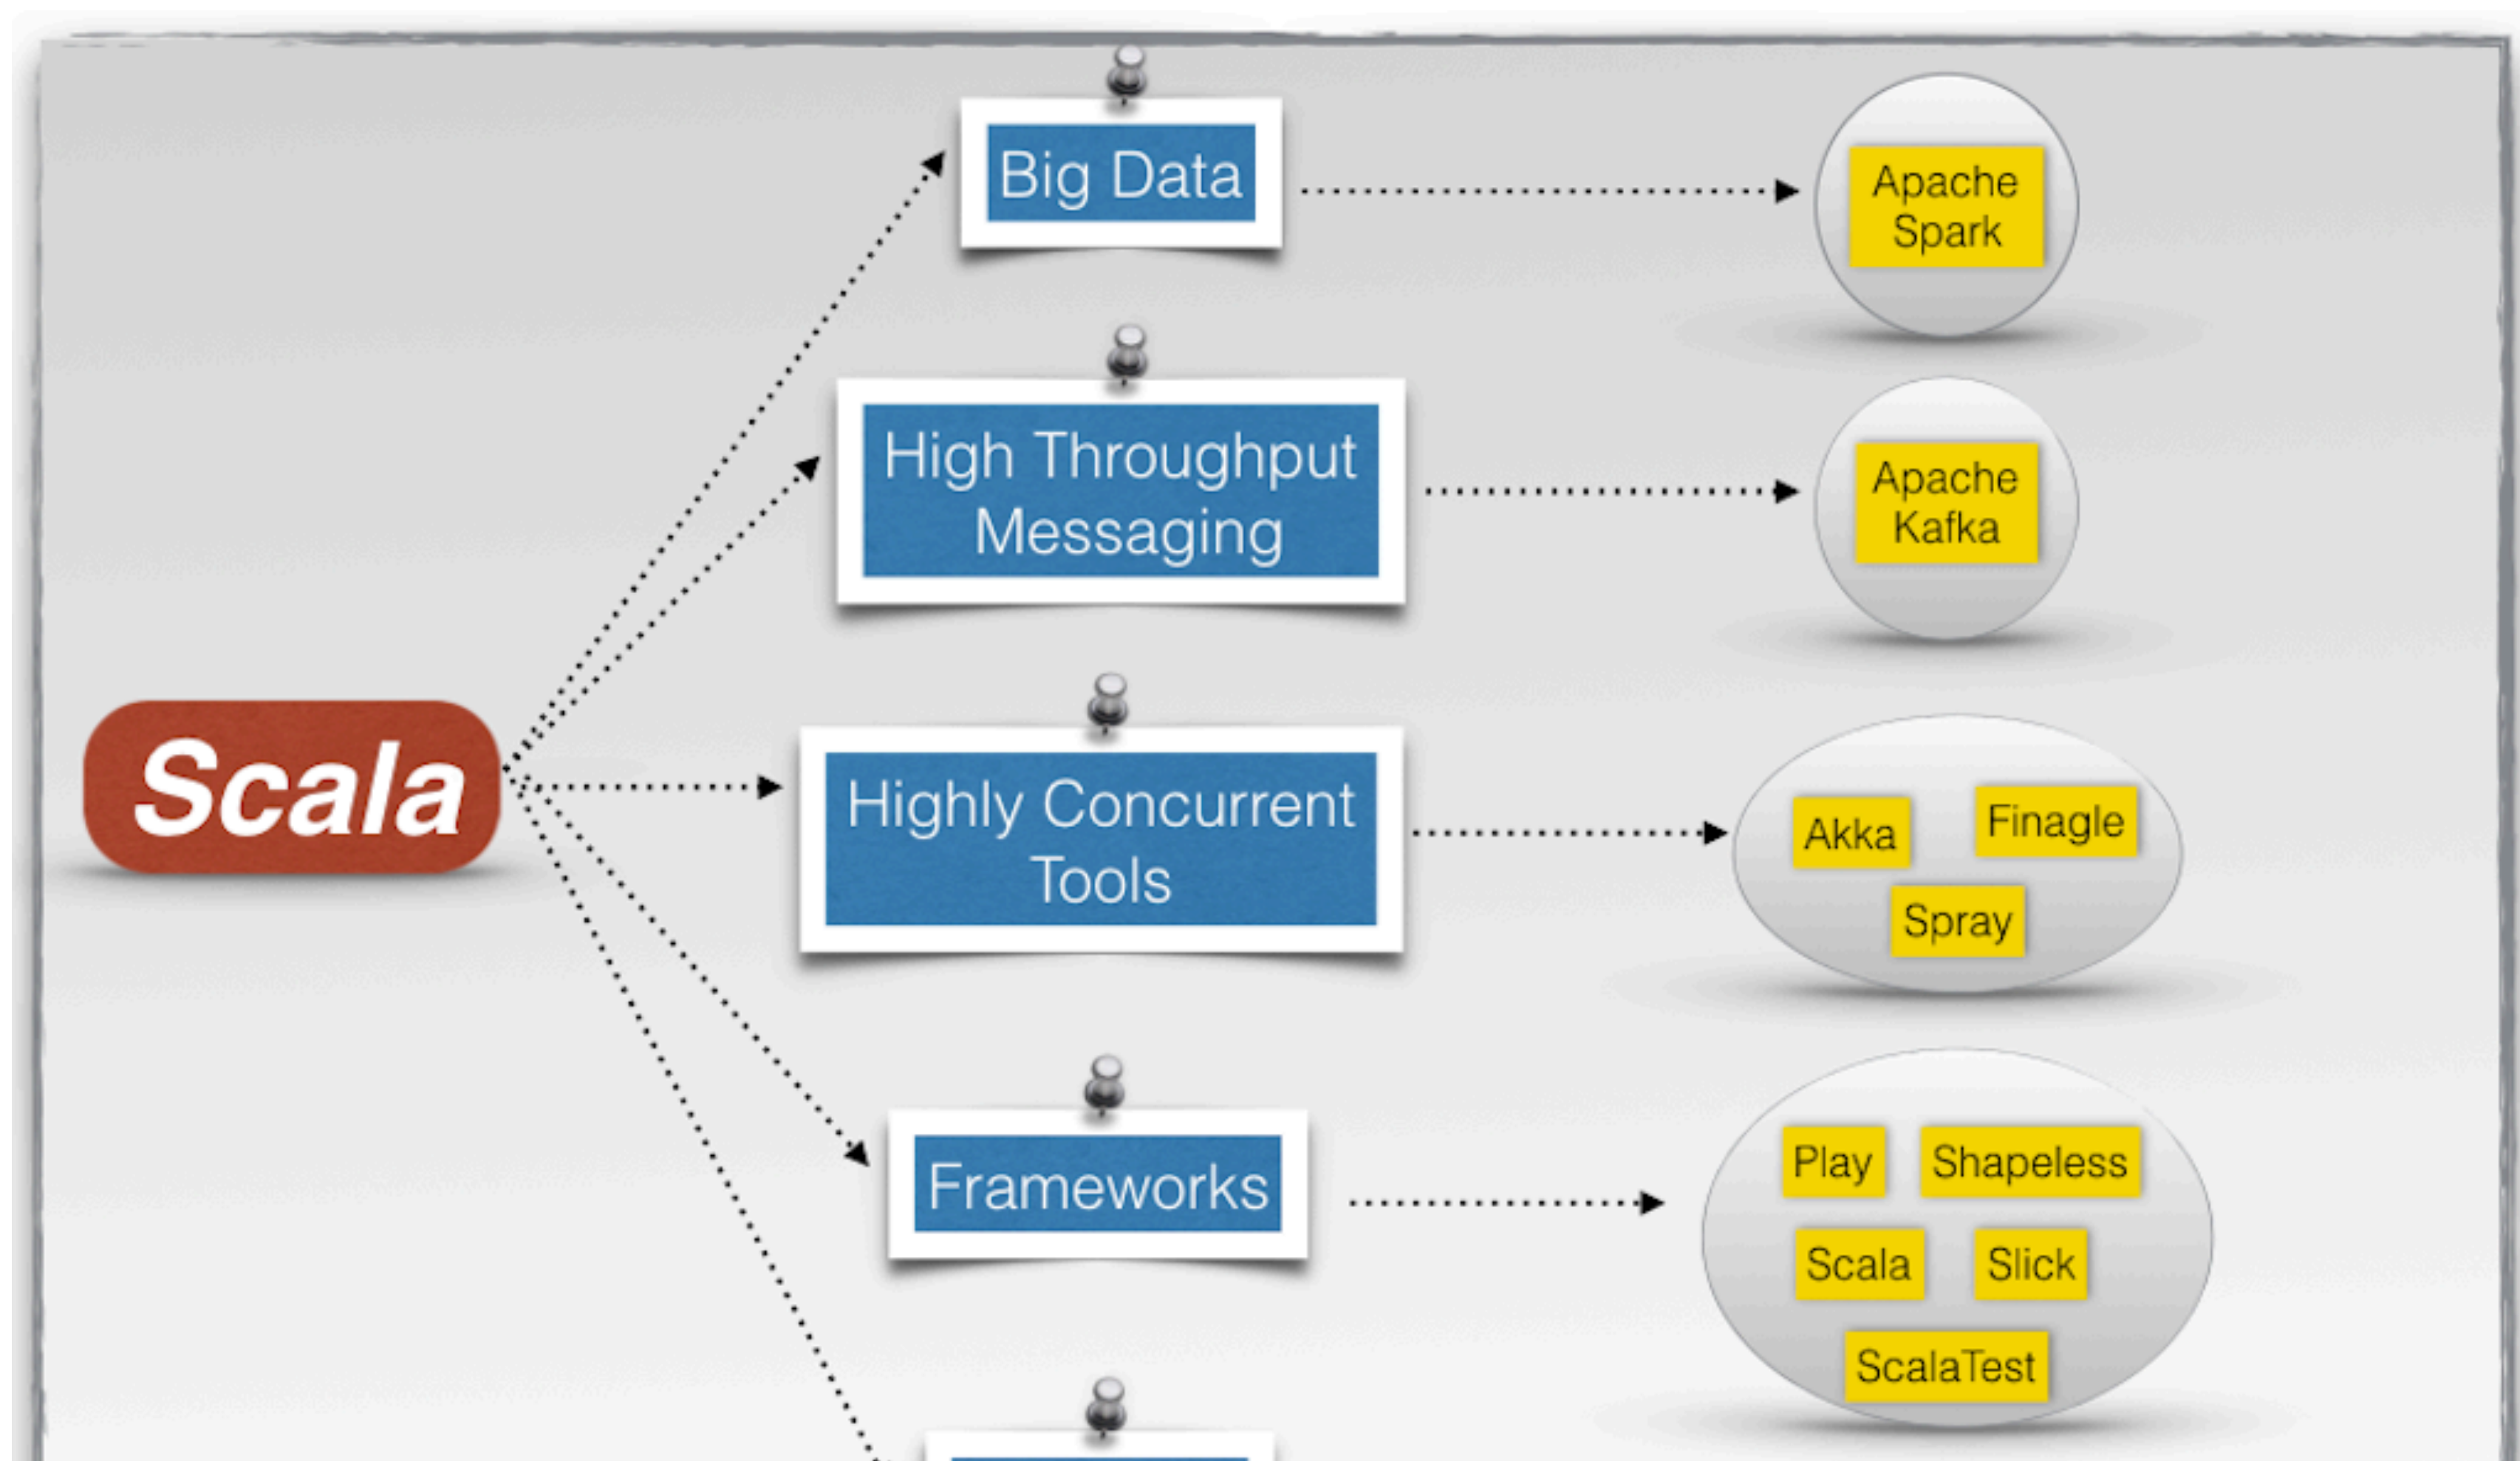 Big Data
Apache
Spark
High Throughput
Messaging
Apache
Kafka
Scala
Highly Concurrent
Tools
Akka
Finagle
Spray
Frameworks
Play
Shapeless
Scala
Slick
ScalaTest